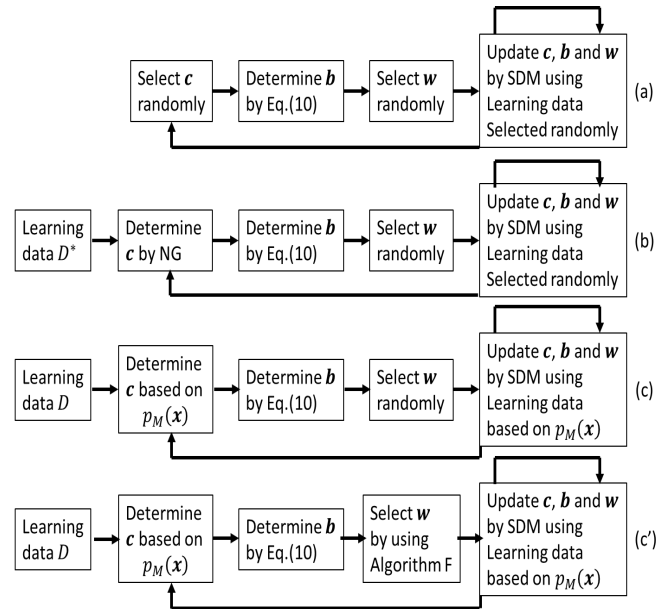 Select c
randomly
Determine b
by Eq.(10)
Select w
randomly
Update c, b and w
by SDM using
Learning data
Selected randomly
(a)
Learning
data D*
Determine
c by NG
Determine b
by Eq.(10)
Select w
randomly
Update c, b and w
by SDM using
Learning data
Selected randomly
(b)
Learning
data D
Determine
c based on
p_M(x)
Determine b
by Eq.(10)
Select w
randomly
Update c, b and w
by SDM using
Learning data
based on p_M(x)
(c)
Learning
data D
Determine
c based on
p_M(x)
Determine b
by Eq.(10)
Select w
by using
Algorithm F
Update c, b and w
by SDM using
Learning data
based on p_M(x)
(c')